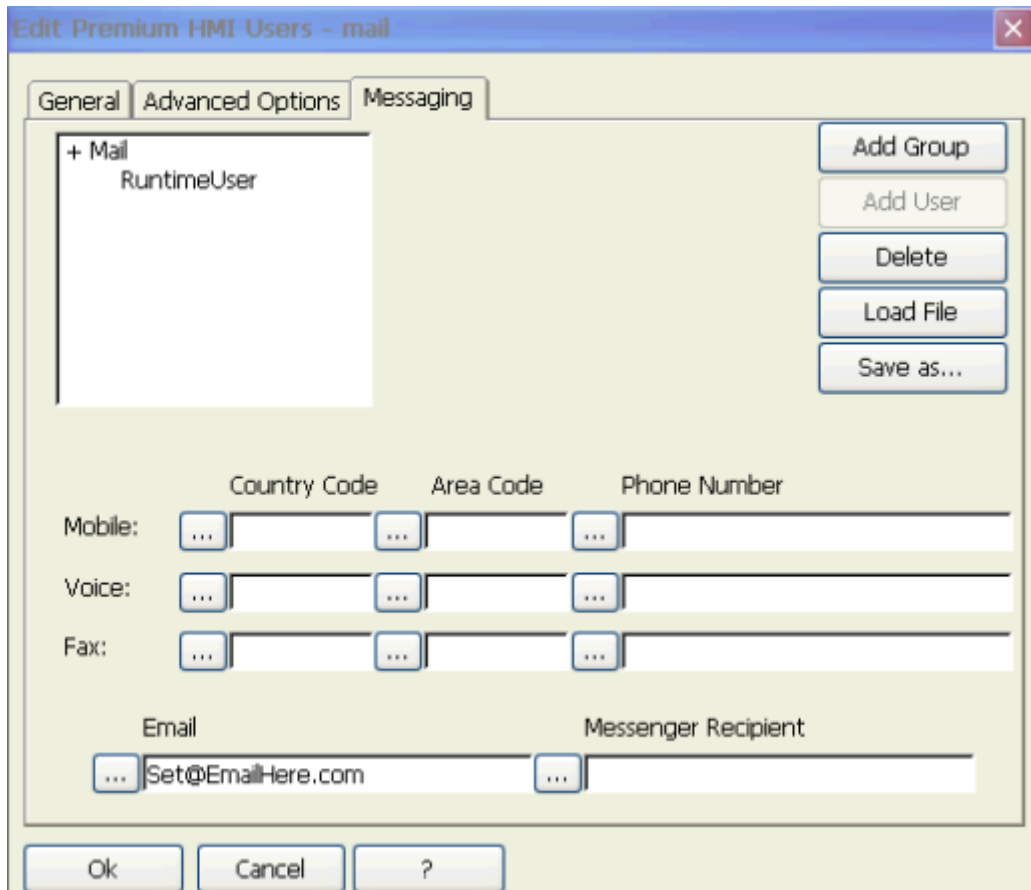 Edit Premium HMI Users - mail
General Advanced Options Messaging
+ Mail
RuntimeUser
Add Group
Add User
Delete
Load File
Save as...
Country Code Area Code Phone Number
Mobile: ... ... ...
Voice: ... ... ...
Fax: ... ... ...
Email Messenger Recipient
... Set@EmailHere.com ...
Ok Cancel ?